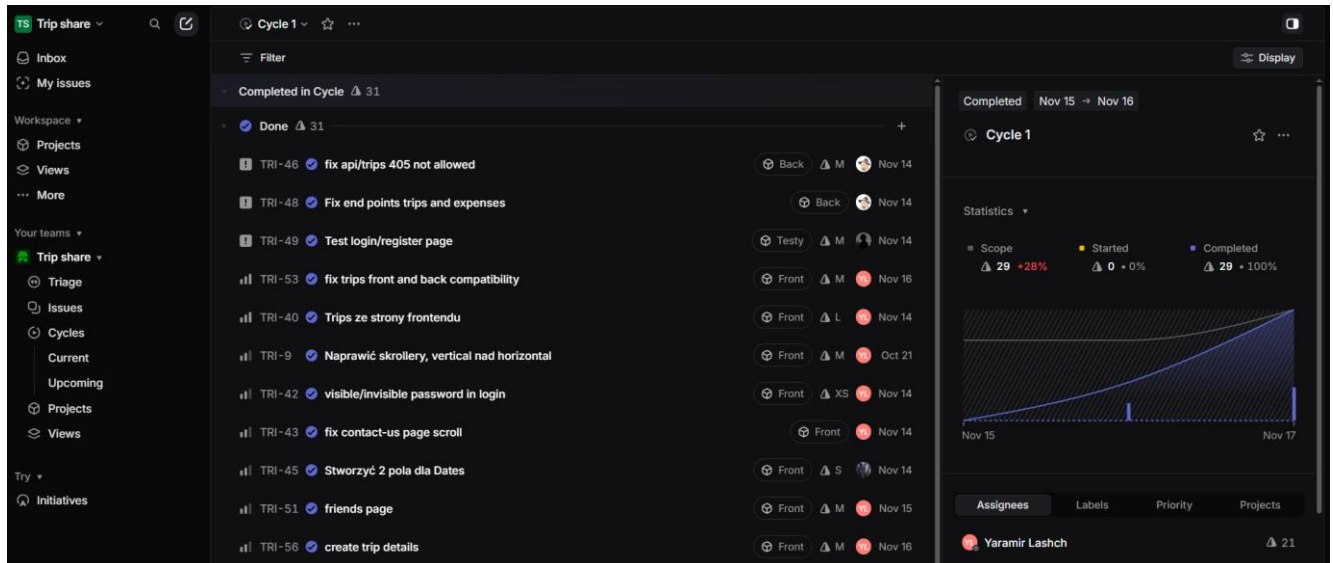 TS Trip share
Inbox
My issues
Workspace
Projects
Views
More
Your teams
Trip share
Triage
Issues
Cycles
Current
Upcoming
Projects
Views
Try
Initiatives
Cycle 1
Filter
Display
Completed in Cycle 31
Done 31
TRI-46 fix api/trips 405 not allowed Back M Nov 14
TRI-48 Fix end points trips and expenses Back Nov 14
TRI-49 Test login/register page Testy M Nov 14
TRI-53 fix trips front and back compatibility Front M YL Nov 16
TRI-40 Trips ze strony frontendu Front L YL Nov 14
TRI-9 Naprawić skrollery, vertical nad horizontal Front M YL Oct 21
TRI-42 visible/invisible password in login Front XS YL Nov 14
TRI-43 fix contact-us page scroll Front YL Nov 14
TRI-45 Stworzyć 2 pola dla Dates Front S Nov 14
TRI-51 friends page Front M YL Nov 15
TRI-56 create trip details Front M YL Nov 16
Completed Nov 15 → Nov 16
Cycle 1
Statistics
Scope Started Completed
29 +28% 0 • 0% 29 • 100%
Nov 15 Nov 17
Assignees Labels Priority Projects
YL Yaramir Lashch 21